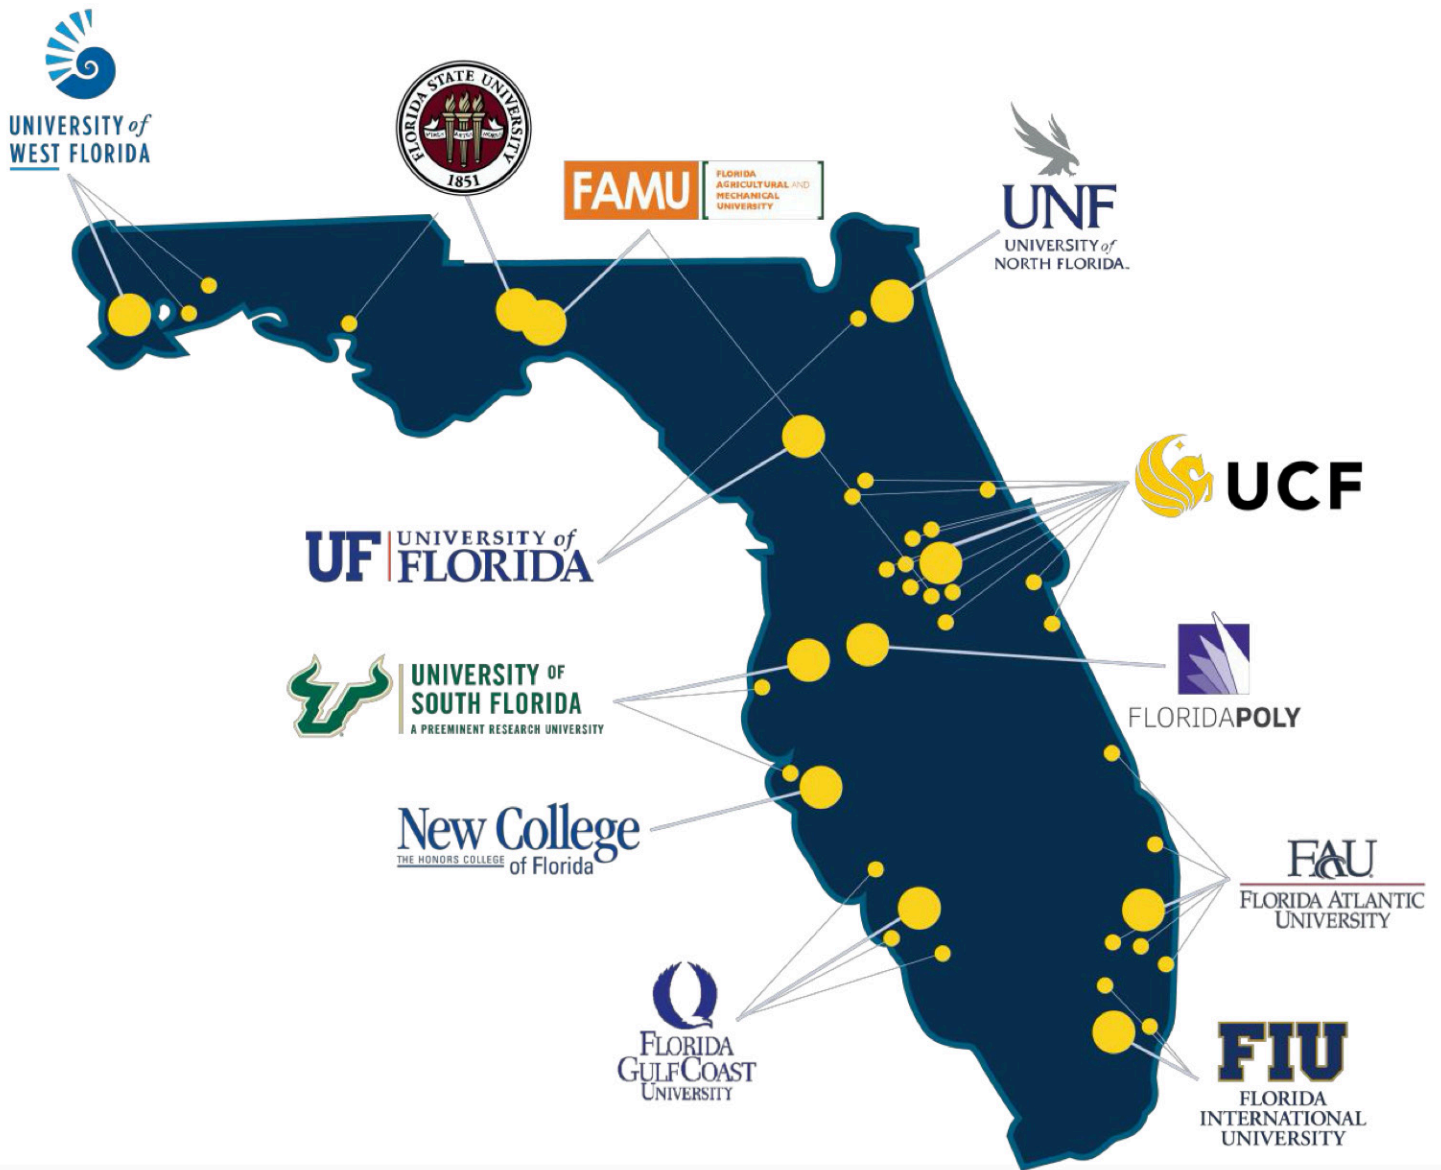 UNIVERSITY of
WEST FLORIDA
FLORIDA STATE UNIVERSITY
1851
FAMU
FLORIDA
AGRICULTURAL AND
MECHANICAL
UNIVERSITY
UNF
UNIVERSITY of
NORTH FLORIDA
UCF
UF
UNIVERSITY of
FLORIDA
UNIVERSITY OF
SOUTH FLORIDA
A PREEMINENT RESEARCH UNIVERSITY
FLORIDAPOLY
New College
THE HONORS COLLEGE of Florida
FAU
FLORIDA ATLANTIC
UNIVERSITY
FLORIDA
GULF COAST
UNIVERSITY
FIU
FLORIDA
INTERNATIONAL
UNIVERSITY